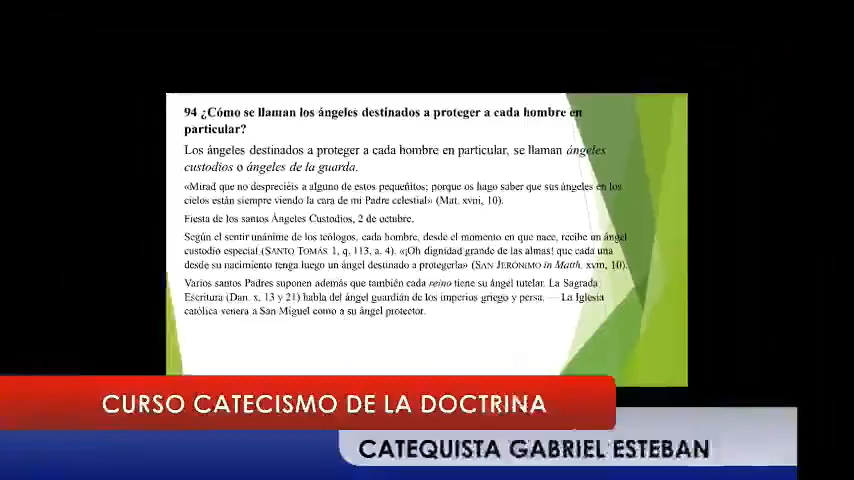 94 ¿Cómo se llaman los ángeles destinados a proteger a cada hombre en
particular?
Los ángeles destinados a proteger a cada hombre en particular, se llaman ángeles
custodios o ángeles de la guarda.
«Mirad que no despreciéis a alguno de estos pequeñitos; porque os hago saber que sus ángeles en los
cielos están siempre viendo la cara de mi Padre celestial» (Mat. xviii, 10).
Fiesta de los santos Ángeles Custodios, 2 de octubre.
Según el sentir unánime de los teólogos, cada hombre, desde el momento en que nace, recibe un ángel
custodio especial (SANTO TOMÁS 1, q. 113, a. 4). «¡Oh dignidad grande de las almas! que cada una
desde su nacimiento tenga luego un ángel destinado a protegerla» (SAN JERÓNIMO in Matth. xvm, 10).
Varios santos Padres suponen además que también cada reino tiene su ángel tutelar. La Sagrada
Escritura (Dan. x, 13 y 21) habla del ángel guardián de los imperios griego y persa. — La Iglesia
católica venera a San Miguel como a su ángel protector.
CURSO CATECISMO DE LA DOCTRINA
CATEQUISTA GABRIEL ESTEBAN